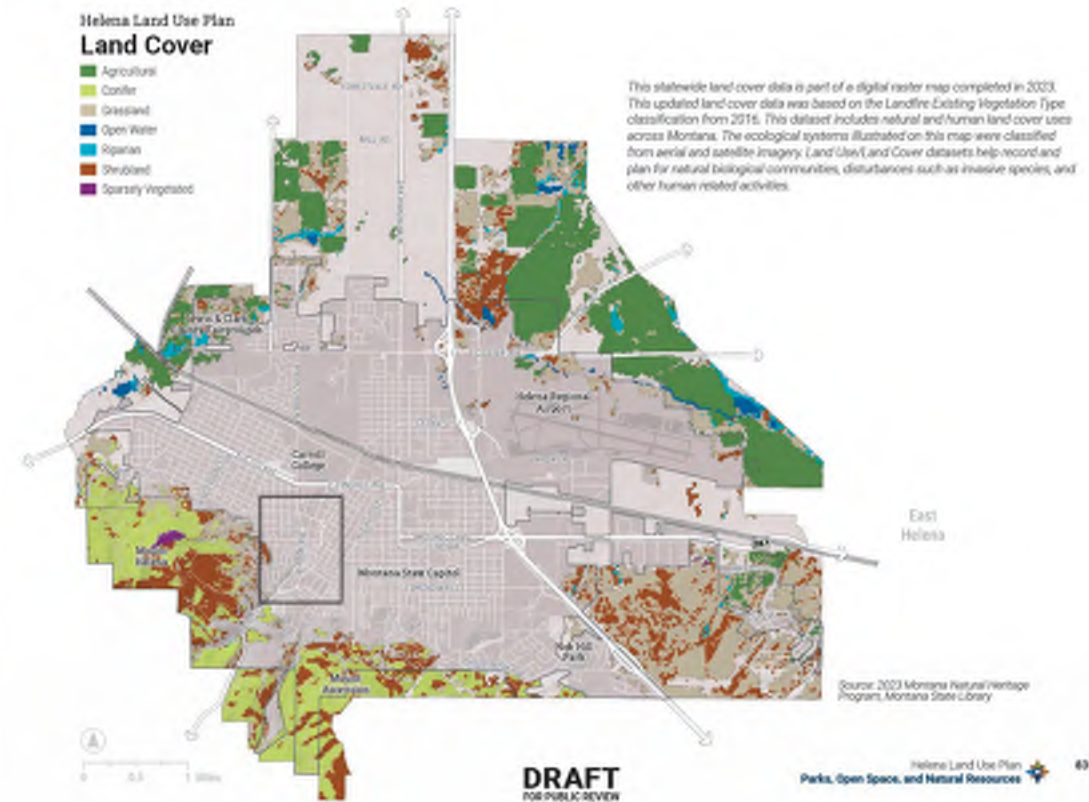 Helena Land Use Plan
Land Cover
Agricultural
Conifer
Grassland
Open Water
Riparian
Shrubland
Sparsely Vegetated
This statewide land cover data is part of a digital raster map completed in 2023.
This updated land cover data was based on the Landfire Existing Vegetation Type
classification from 2016. This dataset includes natural and human land cover uses
across Montana. The ecological systems illustrated on this map were classified
from aerial and satellite imagery. Land Use/Land Cover datasets help record and
plan for natural biological communities, disturbances such as invasive species, and
other human related activities.
Helena Regional
Airport
Carroll
College
East
Helena
Mount
Helena
Montana State Capitol
Nob Hill
Park
Mount
Ascension
Source: 2023 Montana Natural Heritage
Program, Montana State Library
0 0.5 1 Miles
DRAFT
FOR PUBLIC REVIEW
Helena Land Use Plan
Parks, Open Space, and Natural Resources
83